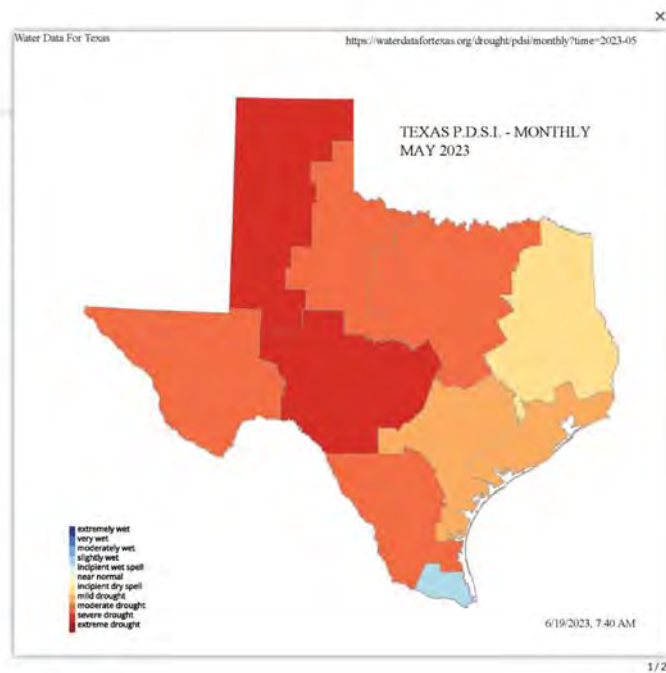 ×
Water Data For Texas
https://waterdatafortexas.org/drought/pdsi/monthly?time=2023-05
TEXAS P.D.S.I. - MONTHLY
MAY 2023
extremely wet
very wet
moderately wet
slightly wet
incipient wet spell
near normal
incipient dry spell
mild drought
moderate drought
severe drought
extreme drought
6/19/2023, 7:40 AM
1/2